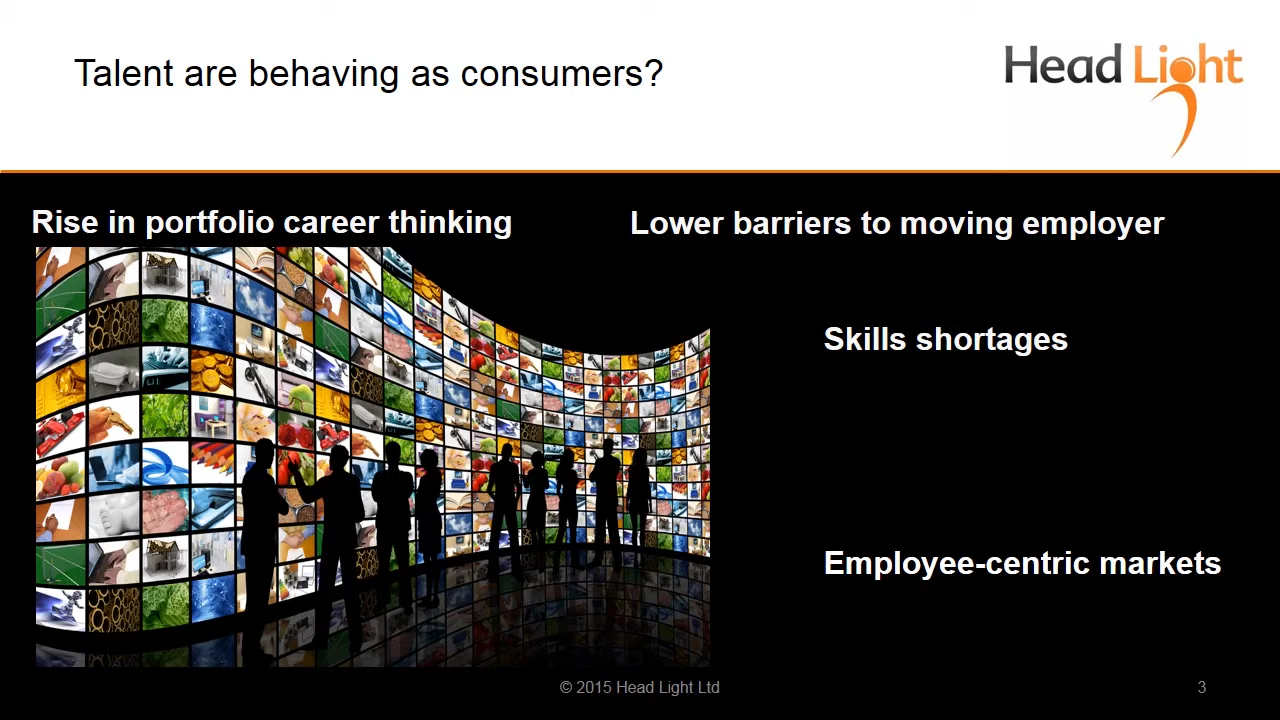 Talent are behaving as consumers?
Head Light
Rise in portfolio career thinking
Lower barriers to moving employer
Skills shortages
Employee-centric markets
© 2015 Head Light Ltd
3